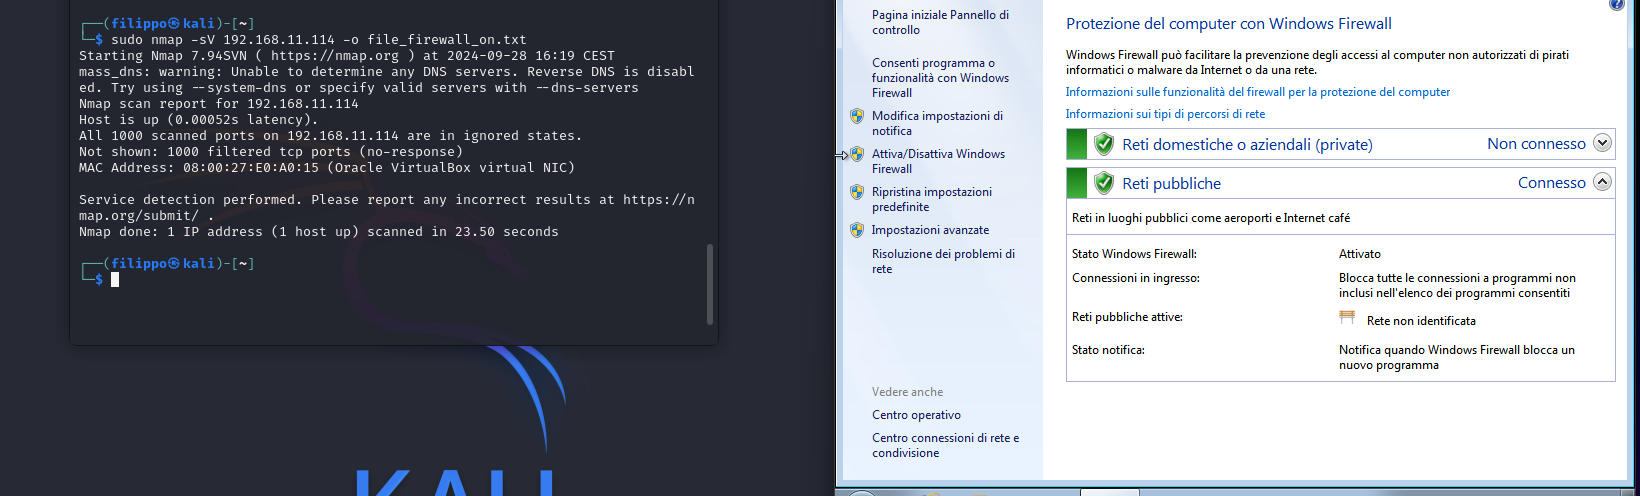 ┌──(filippo㉿kali)-[~]
└─$ sudo nmap -sV 192.168.11.114 -o file_firewall_on.txt
Starting Nmap 7.94SVN ( https://nmap.org ) at 2024-09-28 16:19 CEST
mass_dns: warning: Unable to determine any DNS servers. Reverse DNS is disabl
ed. Try using --system-dns or specify valid servers with --dns-servers
Nmap scan report for 192.168.11.114
Host is up (0.00052s latency).
All 1000 scanned ports on 192.168.11.114 are in ignored states.
Not shown: 1000 filtered tcp ports (no-response)
MAC Address: 08:00:27:E0:A0:15 (Oracle VirtualBox virtual NIC)
Service detection performed. Please report any incorrect results at https://n
map.org/submit/ .
Nmap done: 1 IP address (1 host up) scanned in 23.50 seconds
┌──(filippo㉿kali)-[~]
└─$
KALI
Pagina iniziale Pannello di
controllo
Consenti programma o
funzionalità con Windows
Firewall
Modifica impostazioni di
notifica
Attiva/Disattiva Windows
Firewall
Ripristina impostazioni
predefinite
Impostazioni avanzate
Risoluzione dei problemi di
rete
Vedere anche
Centro operativo
Centro connessioni di rete e
condivisione
Protezione del computer con Windows Firewall
Windows Firewall può facilitare la prevenzione degli accessi al computer non autorizzati di pirati
informatici o malware da Internet o da una rete.
Informazioni sulle funzionalità del firewall per la protezione del computer
Informazioni sui tipi di percorsi di rete
Reti domestiche o aziendali (private) Non connesso
Reti pubbliche Connesso
Reti in luoghi pubblici come aeroporti e Internet café
Stato Windows Firewall: Attivato
Connessioni in ingresso: Blocca tutte le connessioni a programmi non
inclusi nell'elenco dei programmi consentiti
Reti pubbliche attive: Rete non identificata
Stato notifica: Notifica quando Windows Firewall blocca un
nuovo programma